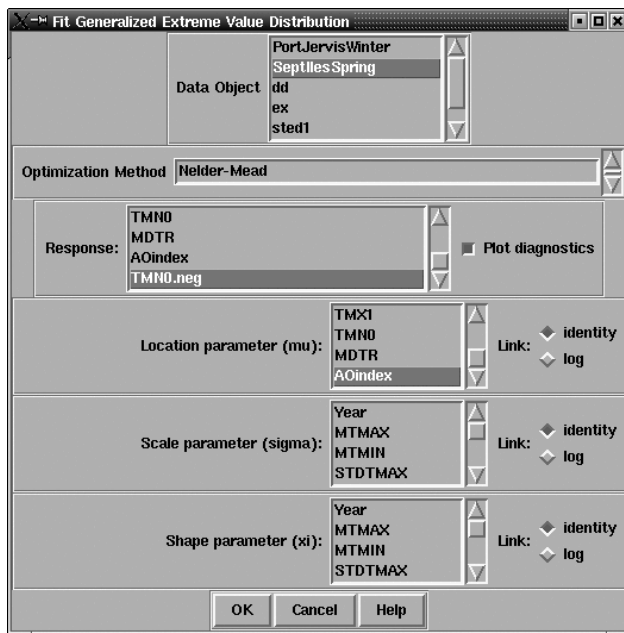 Fit Generalized Extreme Value Distribution
PortJervisWinter
SeptIlesSpring
Data Object
dd
ex
sted1
Optimization Method
Nelder-Mead
TMN0
MDTR
Response:
AOindex
Plot diagnostics
TMN0.neg
TMX1
TMN0
Location parameter (mu):
MDTR
AOindex
Link:
identity
log
Year
MTMAX
Scale parameter (sigma):
MTMIN
STDTMAX
Link:
identity
log
Year
MTMAX
Shape parameter (xi):
MTMIN
STDTMAX
Link:
identity
log
OK
Cancel
Help